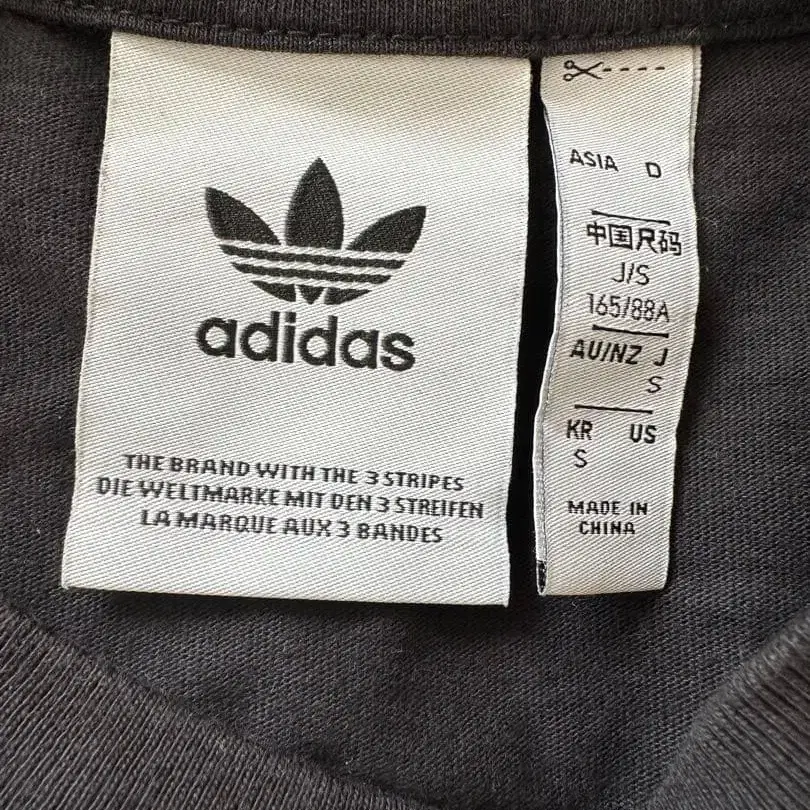 adidas
THE BRAND WITH THE 3 STRIPES
DIE WELTMARKE MIT DEN 3 STREIFEN
LA MARQUE AUX 3 BANDES
ASIA D
中国尺码
J/S
165/88A
AU/NZ J
S
KR US
S
MADE IN
CHINA